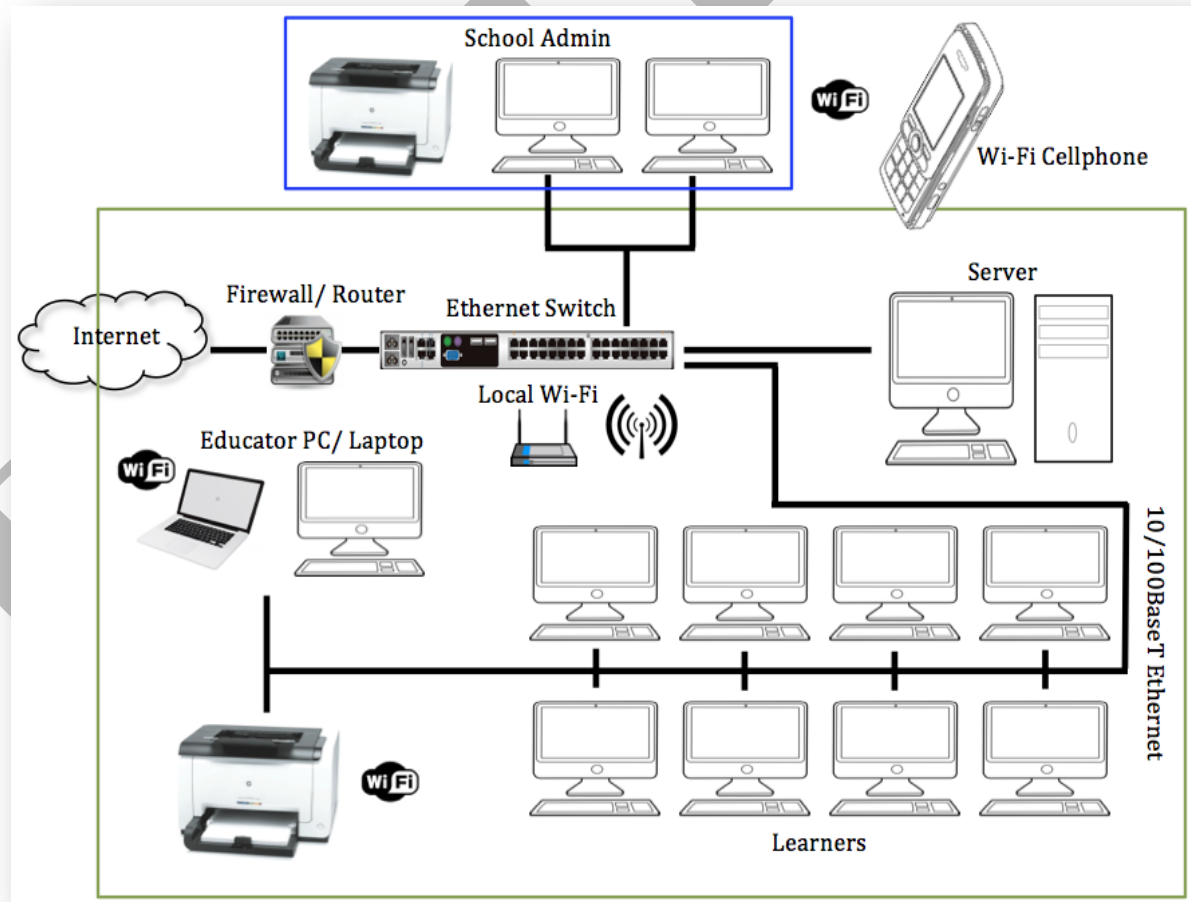 School Admin
Wi Fi
Wi-Fi Cellphone
Server
Firewall/ Router
Ethernet Switch
Internet
Local Wi-Fi
Educator PC/ Laptop
Wi Fi
10/100BaseT Ethernet
Wi Fi
Learners